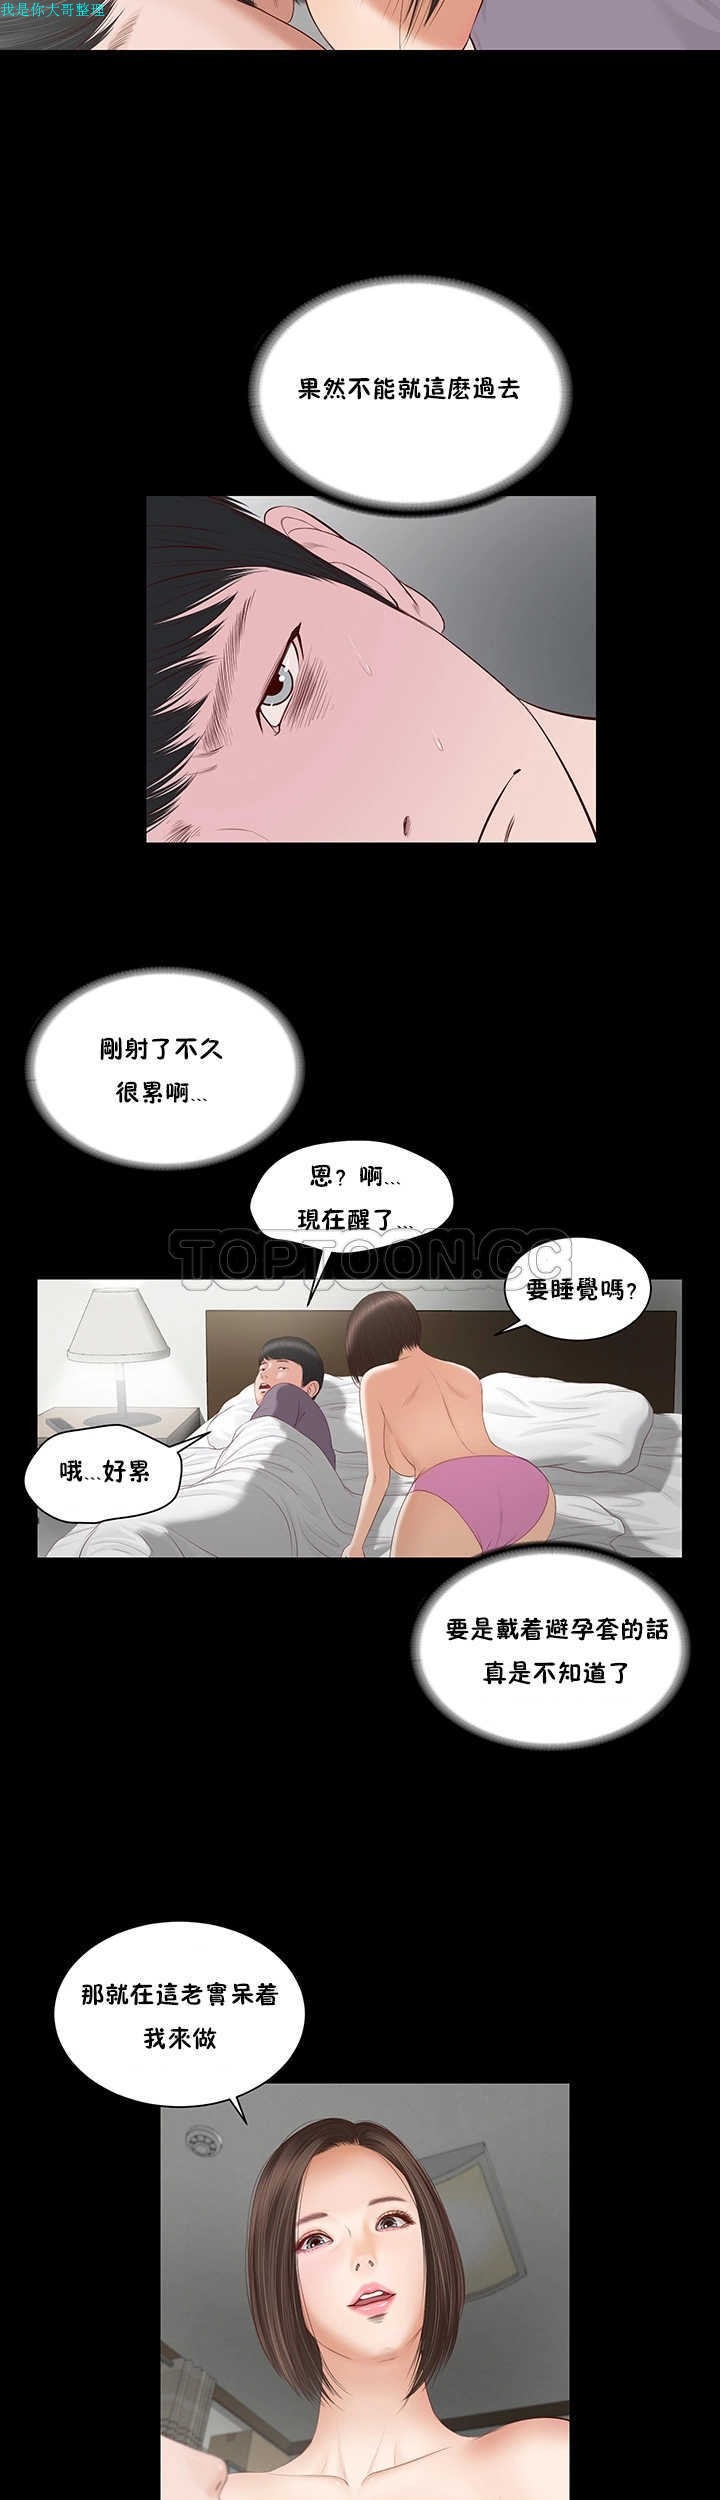 我是你大哥整理
果然不能就這麽過去
剛射了不久
很累啊...
恩? 啊...
現在醒了...
TOPTOON.CC
要睡覺嗎?
哦...好累
要是戴着避孕套的話
真是不知道了
那就在這老實呆着
我來做